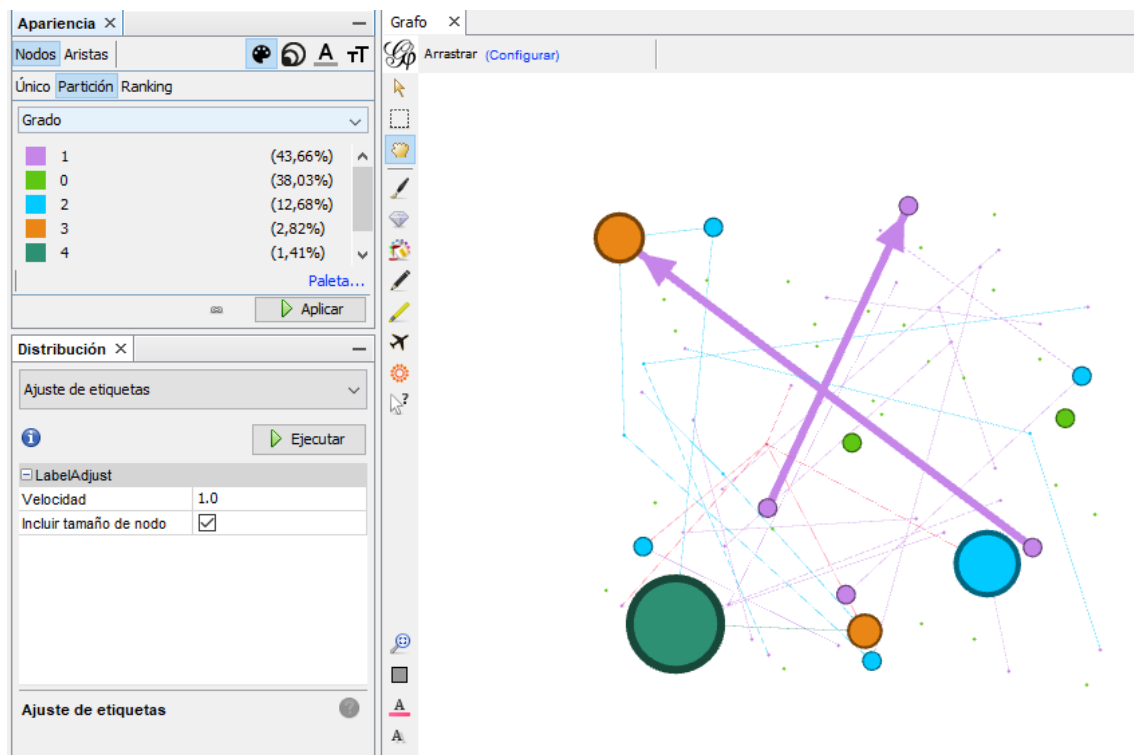 Apariencia
Nodos Aristas
Único Partición Ranking
Grado
1 (43,66%)
0 (38,03%)
2 (12,68%)
3 (2,82%)
4 (1,41%)
Paleta...
Aplicar
Distribución
Ajuste de etiquetas
Ejecutar
LabelAdjust
Velocidad 1.0
Incluir tamaño de nodo
Ajuste de etiquetas
Grafo
Arrastrar (Configurar)